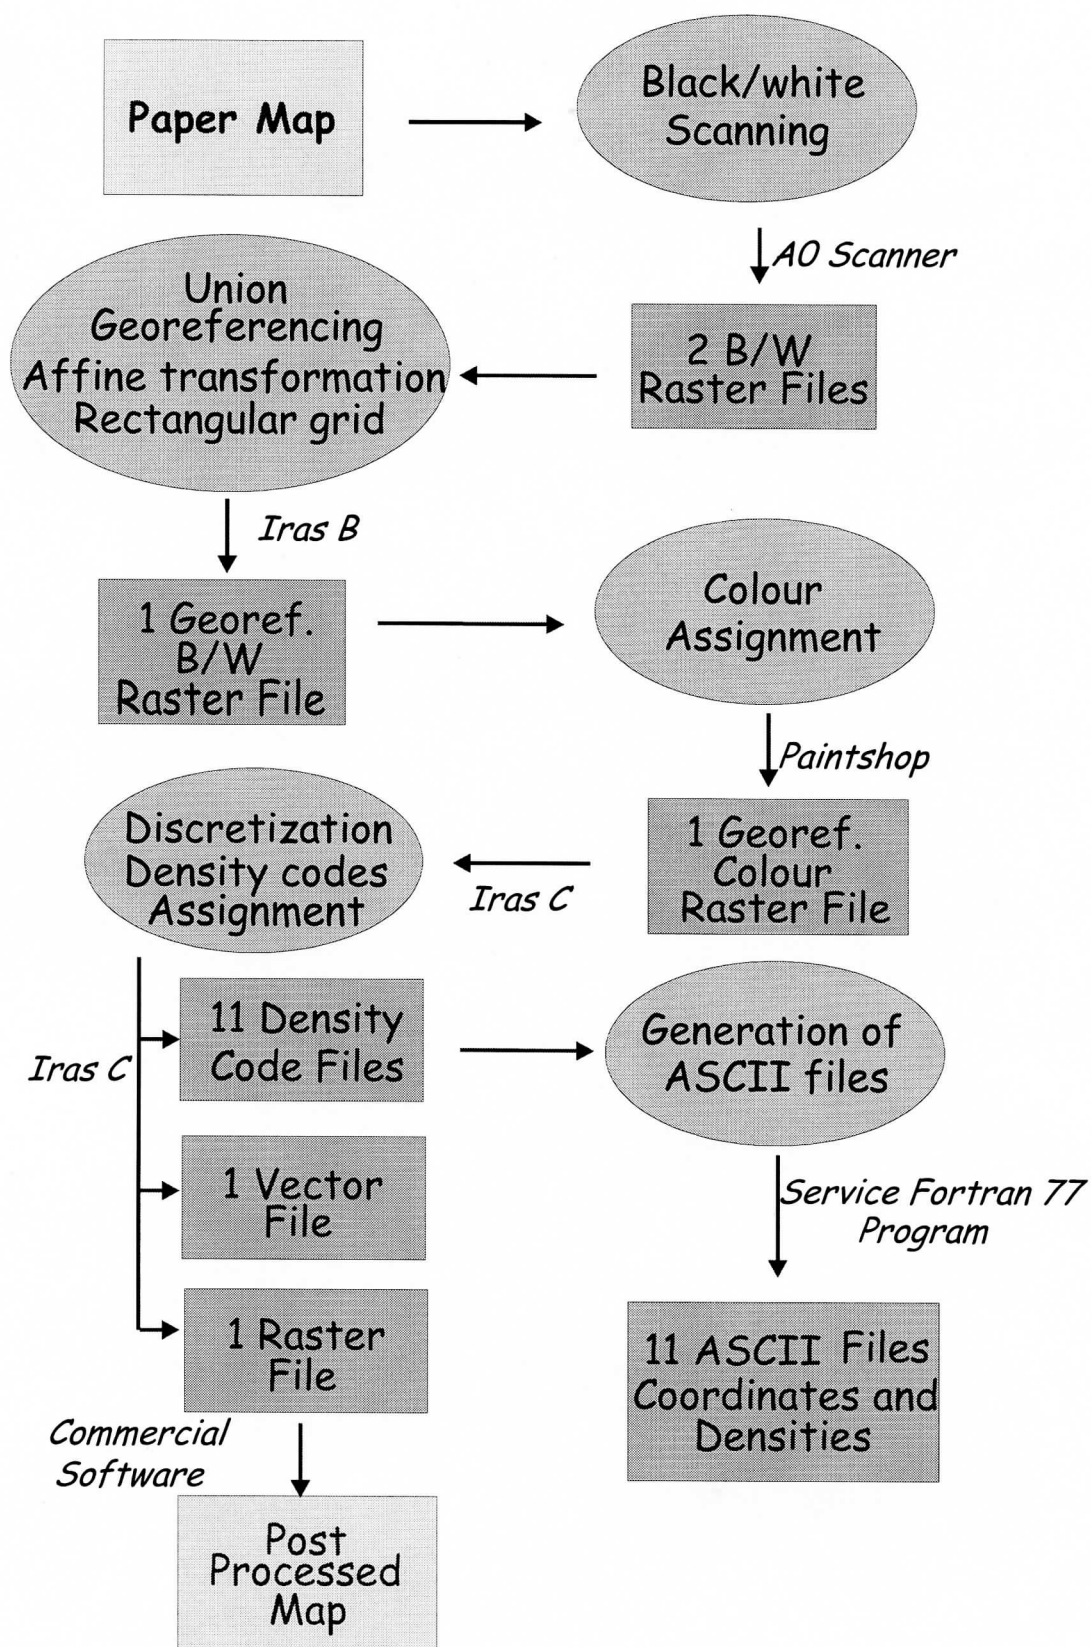 Paper Map
Black/white
Scanning
A0 Scanner
2 B/W
Raster Files
Union
Georeferencing
Affine transformation
Rectangular grid
Iras B
1 Georef.
B/W
Raster File
Colour
Assignment
Paintshop
1 Georef.
Colour
Raster File
Iras C
Discretization
Density codes
Assignment
Iras C
11 Density
Code Files
Generation of
ASCII files
1 Vector
File
Service Fortran 77
Program
1 Raster
File
11 ASCII Files
Coordinates and
Densities
Commercial
Software
Post
Processed
Map